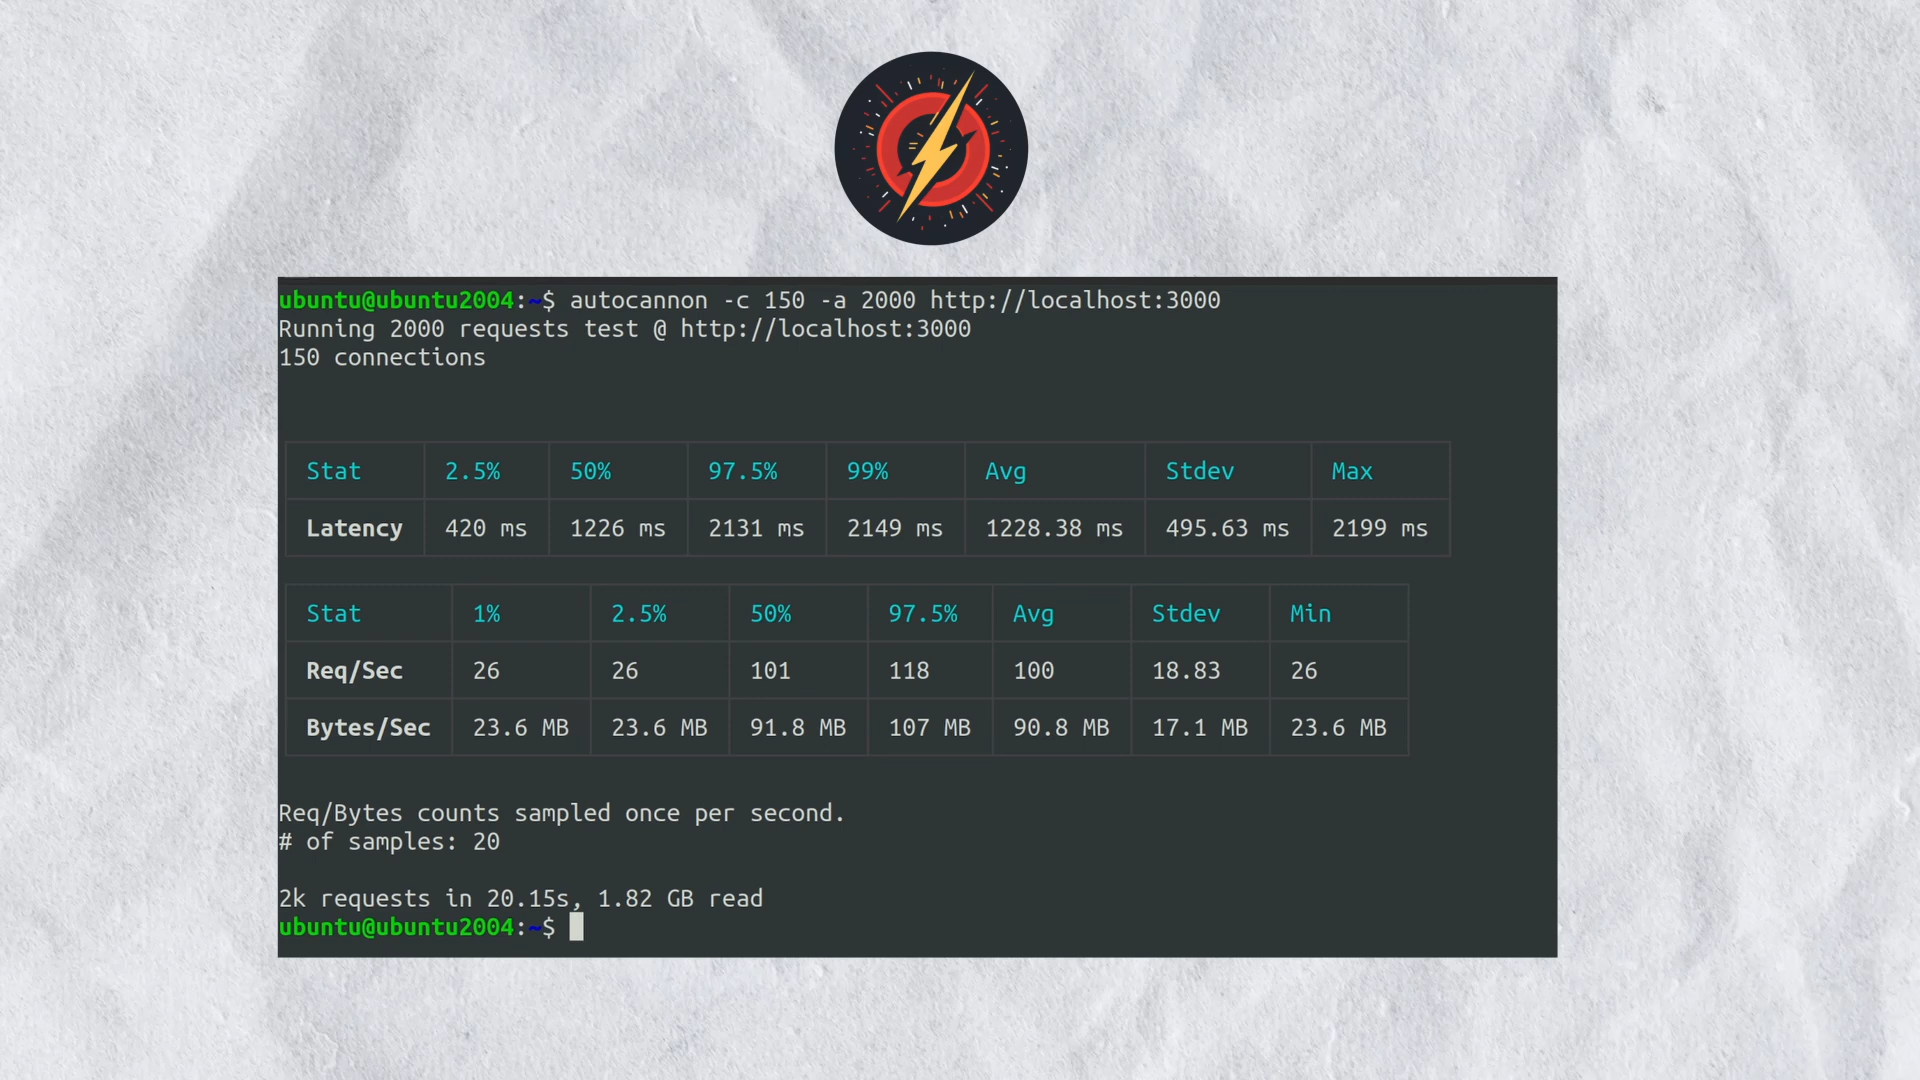 ubuntu@ubuntu2004:~$ autocannon -c 150 -a 2000 http://localhost:3000
Running 2000 requests test @ http://localhost:3000
150 connections
Stat 2.5% 50% 97.5% 99% Avg Stdev Max
Latency 420 ms 1226 ms 2131 ms 2149 ms 1228.38 ms 495.63 ms 2199 ms
Stat 1% 2.5% 50% 97.5% Avg Stdev Min
Req/Sec 26 26 101 118 100 18.83 26
Bytes/Sec 23.6 MB 23.6 MB 91.8 MB 107 MB 90.8 MB 17.1 MB 23.6 MB
Req/Bytes counts sampled once per second.
# of samples: 20
2k requests in 20.15s, 1.82 GB read
ubuntu@ubuntu2004:~$